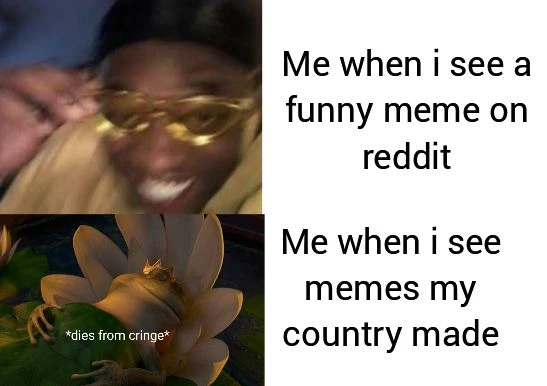 Me when i see a
funny meme on
reddit
Me when i see
memes my
country made
*dies from cringe*